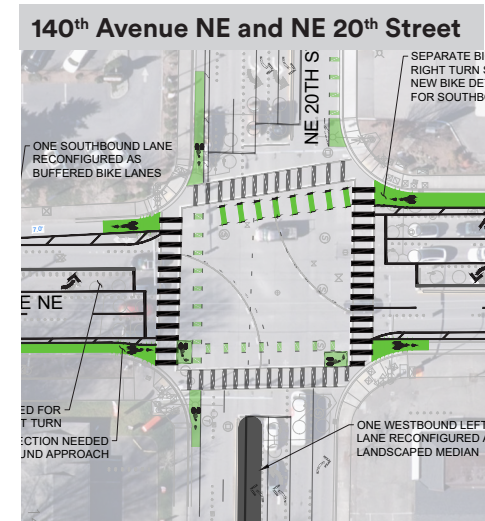 140th Avenue NE and NE 20th Street
SEPARATE BI
RIGHT TURN S
NEW BIKE DE
FOR SOUTHBO
NE 20TH S
ONE SOUTHBOUND LANE
RECONFIGURED AS
BUFFERED BIKE LANES
E NE
ED FOR
T TURN
ECTION NEEDED
UND APPROACH
ONE WESTBOUND LEFT
LANE RECONFIGURED A
LANDSCAPED MEDIAN